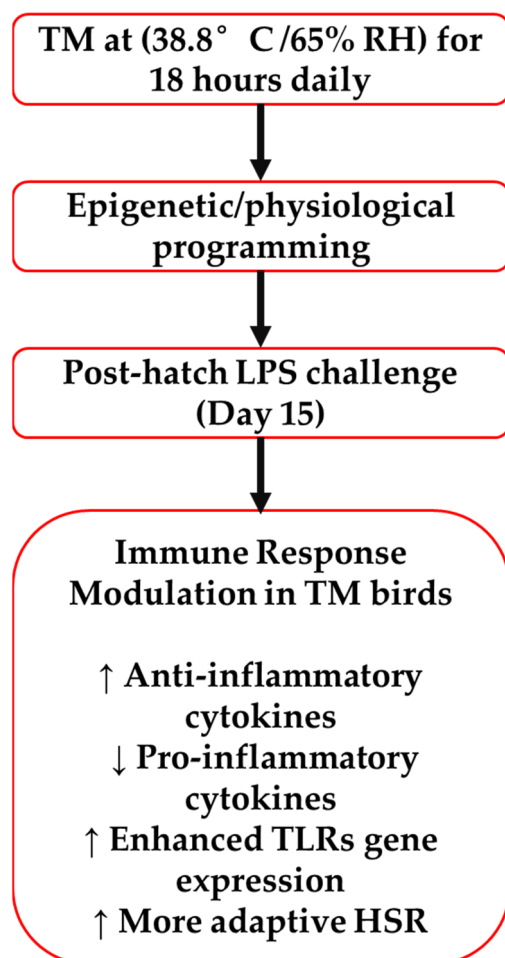 TM at (38.8° C/65% RH) for
18 hours daily
Epigenetic/physiological
programming
Post-hatch LPS challenge
(Day 15)
Immune Response
Modulation in TM birds
↑ Anti-inflammatory
cytokines
↓ Pro-inflammatory
cytokines
↑ Enhanced TLRs gene
expression
↑ More adaptive HSR